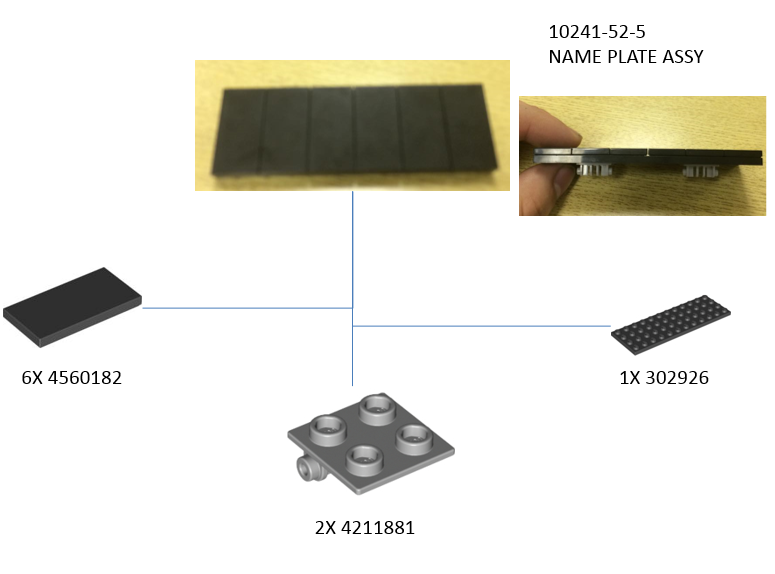 10241-52-5
NAME PLATE ASSY
6X 4560182
1X 302926
2X 4211881